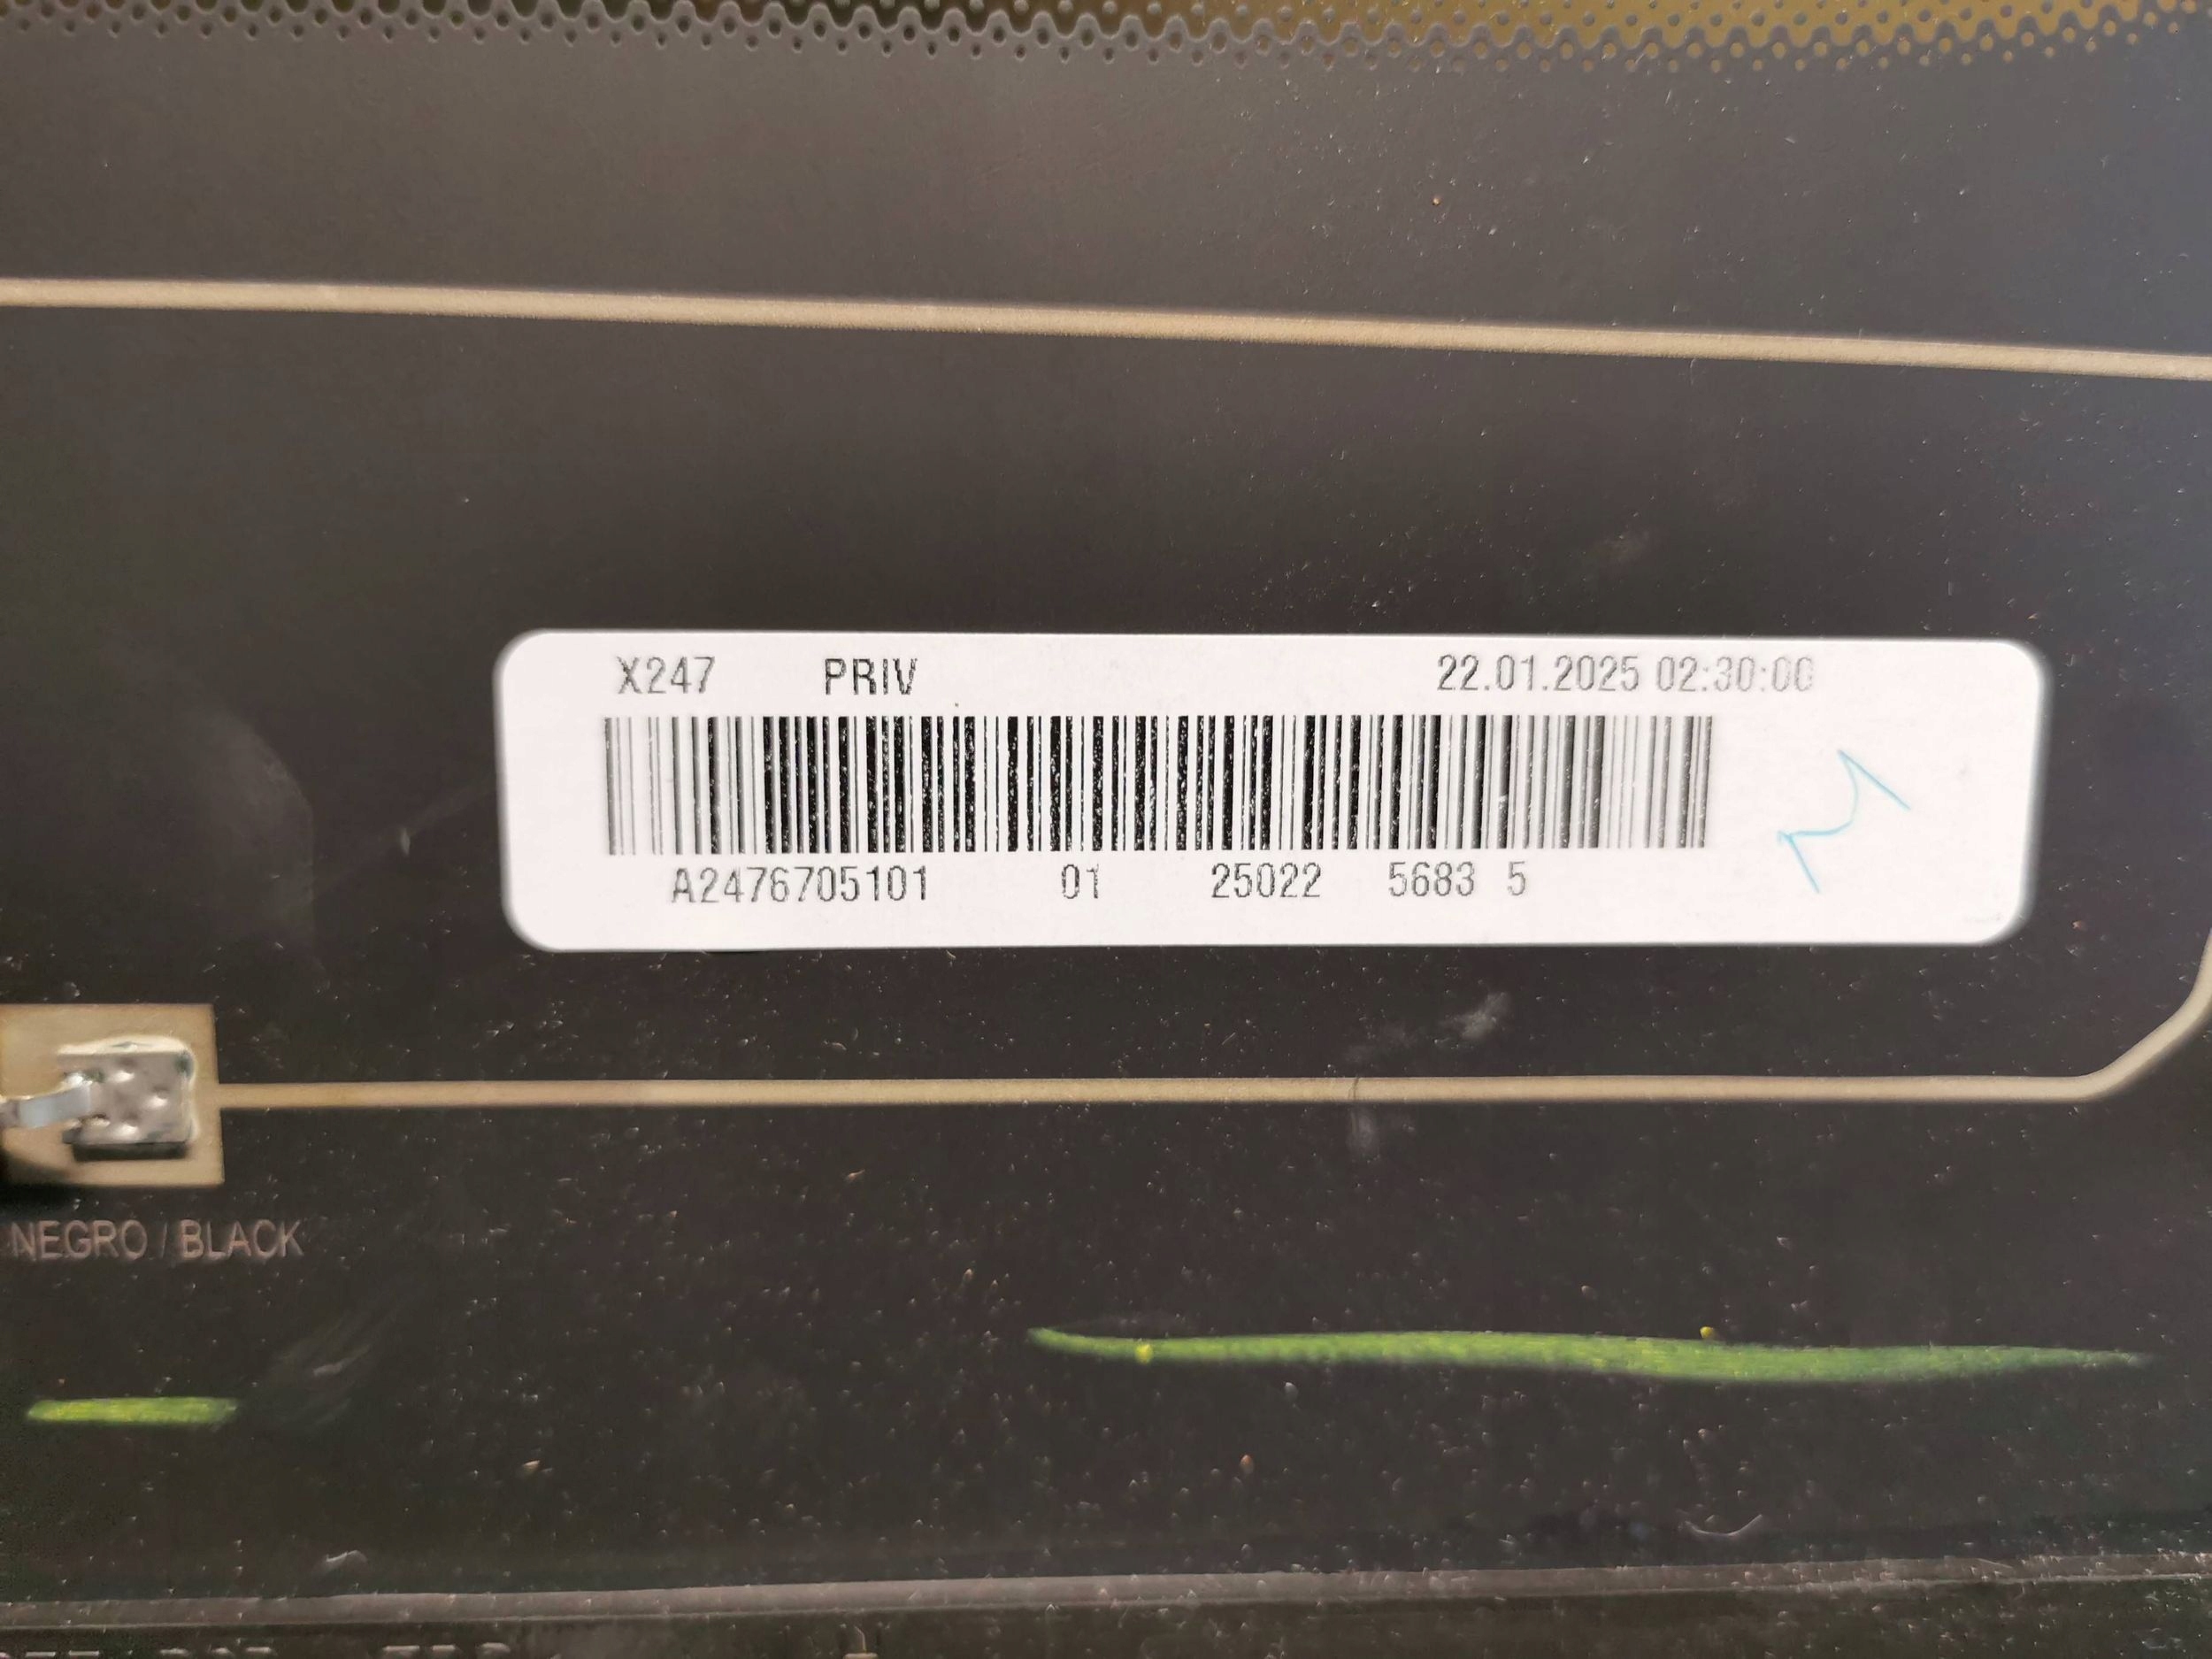 X247 PRIV 22.01.2025 02:30:00
A2476705101 01 25022 5683 5
NEGRO / BLACK